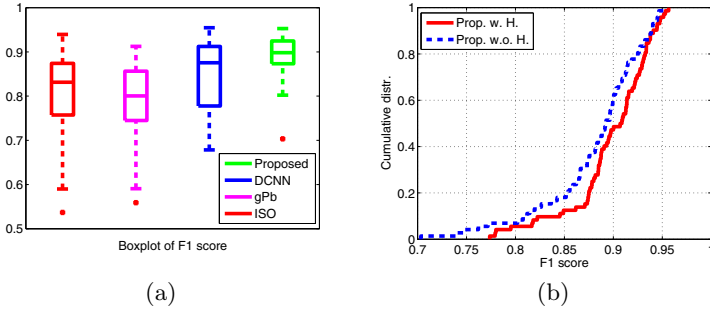 1
0.9
0.8
0.7
0.6
0.5
Proposed
DCNN
gPb
ISO
Boxplot of F1 score
(a)
1
0.8
0.6
0.4
0.2
0
Cumulative distr.
Prop. w. H.
Prop. w.o. H.
0.7 0.75 0.8 0.85 0.9 0.95 1
F1 score
(b)